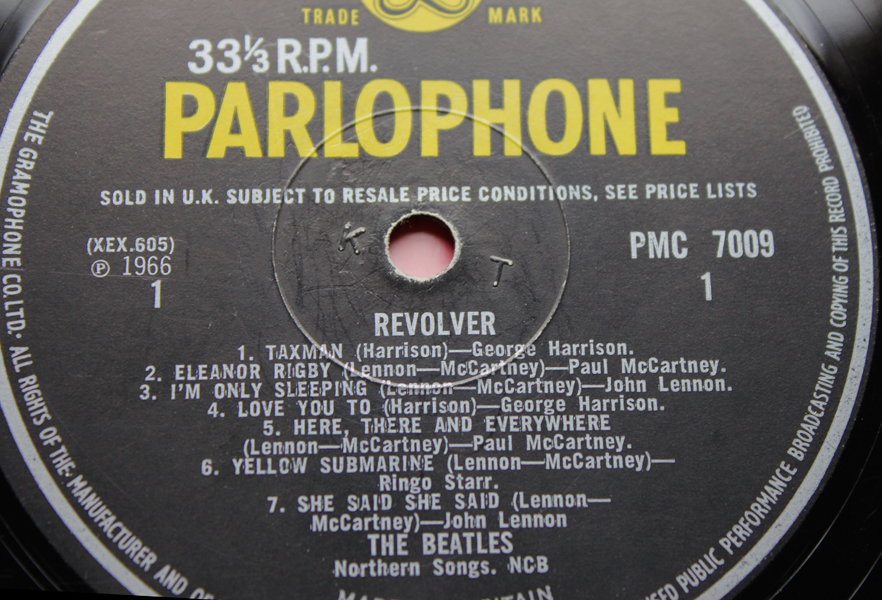 TRADE MARK
33⅓ R.P.M.
PARLOPHONE
SOLD IN U.K. SUBJECT TO RESALE PRICE CONDITIONS, SEE PRICE LISTS
(XEX.605)
℗ 1966
1
PMC 7009
1
K T
REVOLVER
1. TAXMAN (Harrison)—George Harrison.
2. ELEANOR RIGBY (Lennon—McCartney)—Paul McCartney.
3. I'M ONLY SLEEPING (Lennon—McCartney)—John Lennon.
4. LOVE YOU TO (Harrison)—George Harrison.
5. HERE, THERE AND EVERYWHERE
(Lennon—McCartney)—Paul McCartney.
6. YELLOW SUBMARINE (Lennon—McCartney)—
Ringo Starr.
7. SHE SAID SHE SAID (Lennon—
McCartney)—John Lennon
THE BEATLES
Northern Songs. NCB
THE GRAMOPHONE CO. LTD. · ALL RIGHTS OF THE MANUFACTURER AND
PUBLIC PERFORMANCE BROADCASTING AND COPYING OF THIS RECORD PROHIBITED